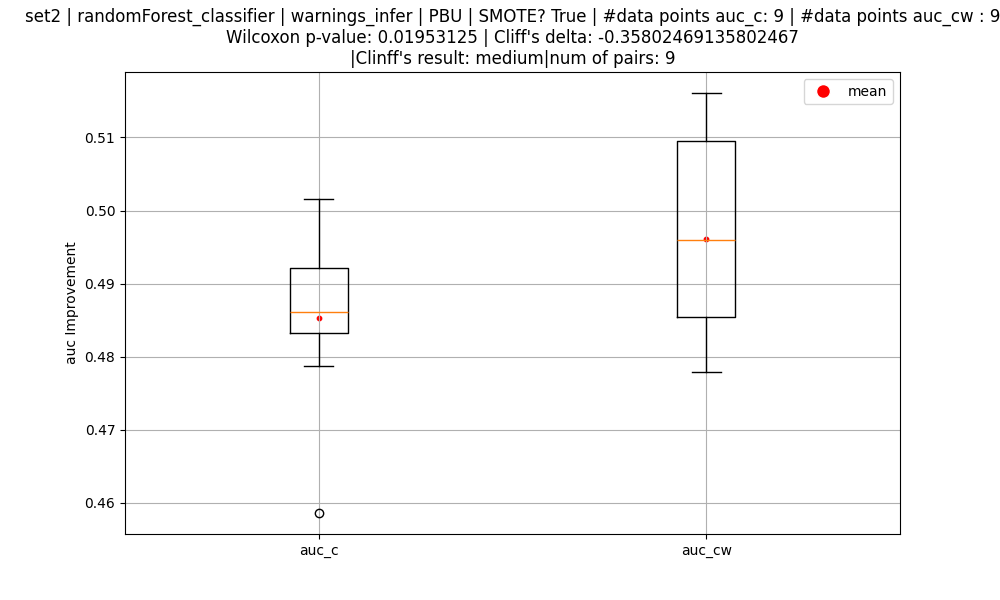 set2 | randomForest_classifier | warnings_infer | PBU | SMOTE? True | #data points auc_c: 9 | #data points auc_cw : 9
Wilcoxon p-value: 0.01953125 | Cliff's delta: -0.35802469135802467
|Clinff's result: medium|num of pairs: 9
mean
0.51
0.50
0.49
0.48
0.47
0.46
auc Improvement
auc_c
auc_cw